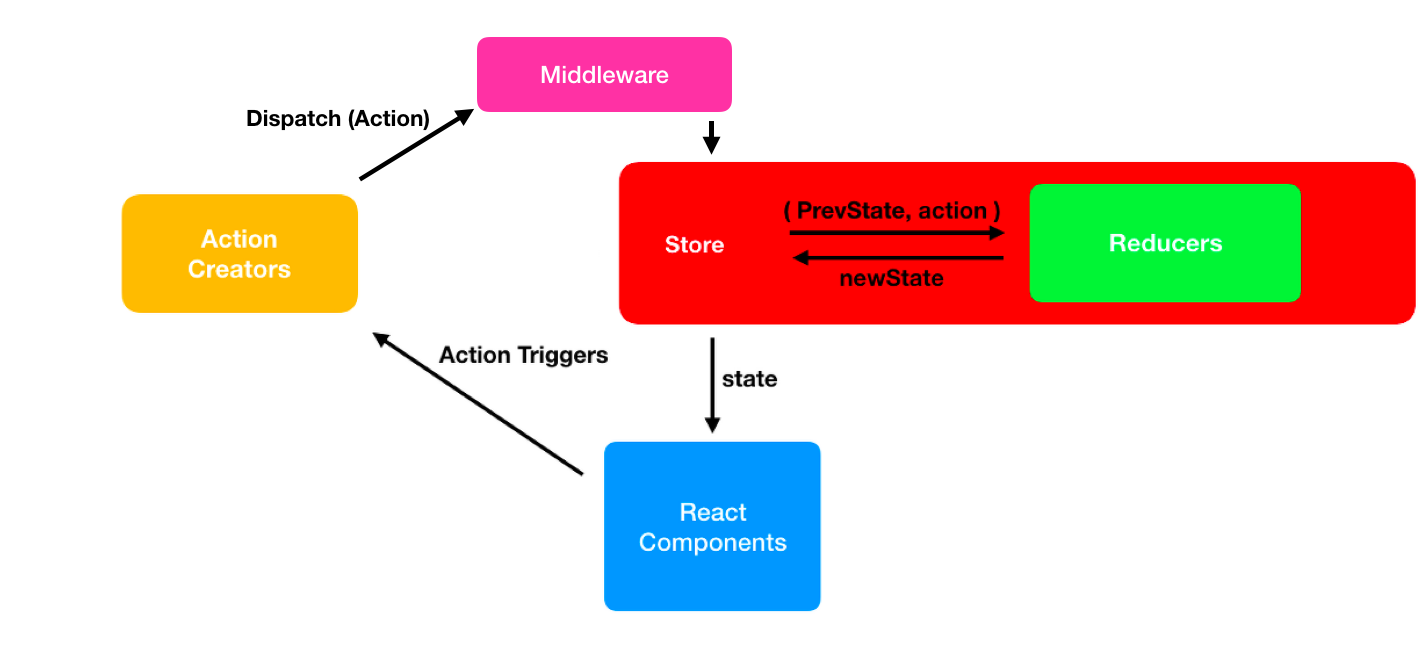 Middleware
Dispatch (Action)
Action
Creators
Store
( PrevState, action )
newState
Reducers
Action Triggers
state
React
Components